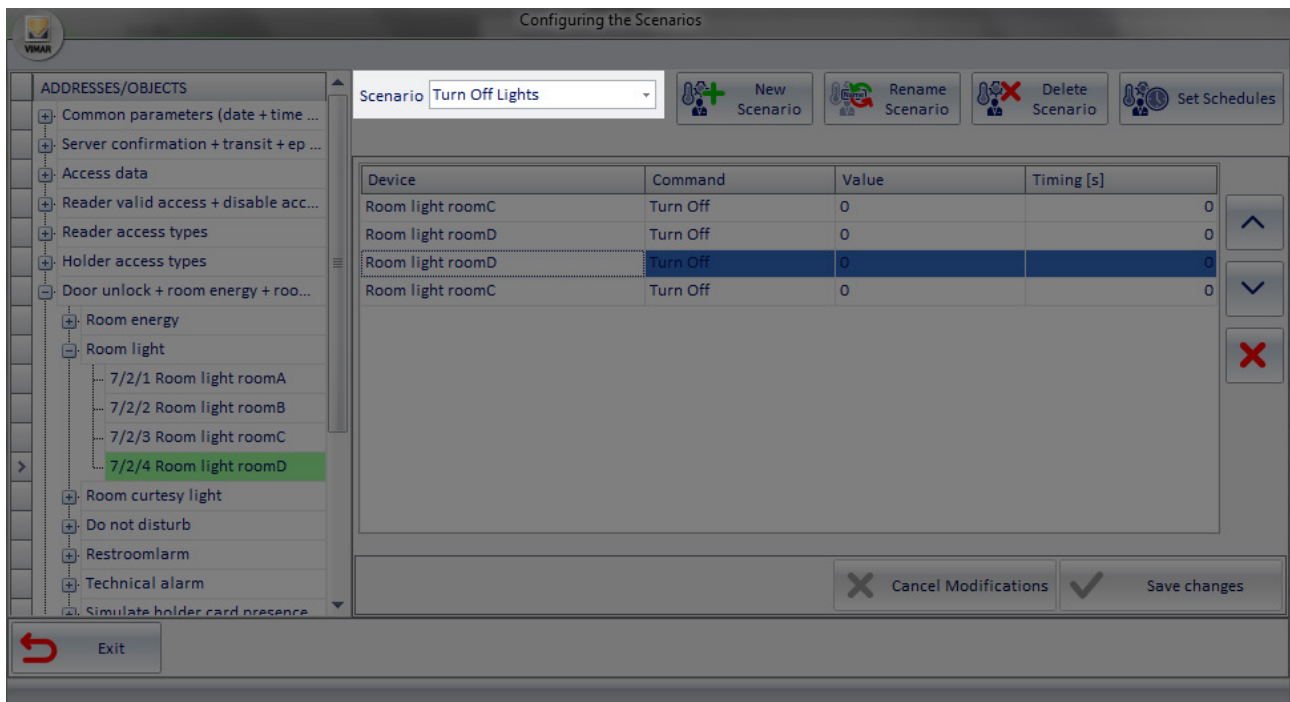 Configuring the Scenarios
VIMAR
ADDRESSES/OBJECTS
Common parameters (date + time ...
Server confirmation + transit + ep ...
Access data
Reader valid access + disable acc...
Reader access types
Holder access types
Door unlock + room energy + roo...
Room energy
Room light
7/2/1 Room light roomA
7/2/2 Room light roomB
7/2/3 Room light roomC
7/2/4 Room light roomD
Room curtesy light
Do not disturb
Restroomlarm
Technical alarm
Simulate holder card presence
Scenario Turn Off Lights
New
Scenario
Rename
Scenario
Delete
Scenario
Set Schedules
Device Command Value Timing [s]
Room light roomC Turn Off 0 0
Room light roomD Turn Off 0 0
Room light roomD Turn Off 0 0
Room light roomC Turn Off 0 0
Cancel Modifications
Save changes
Exit